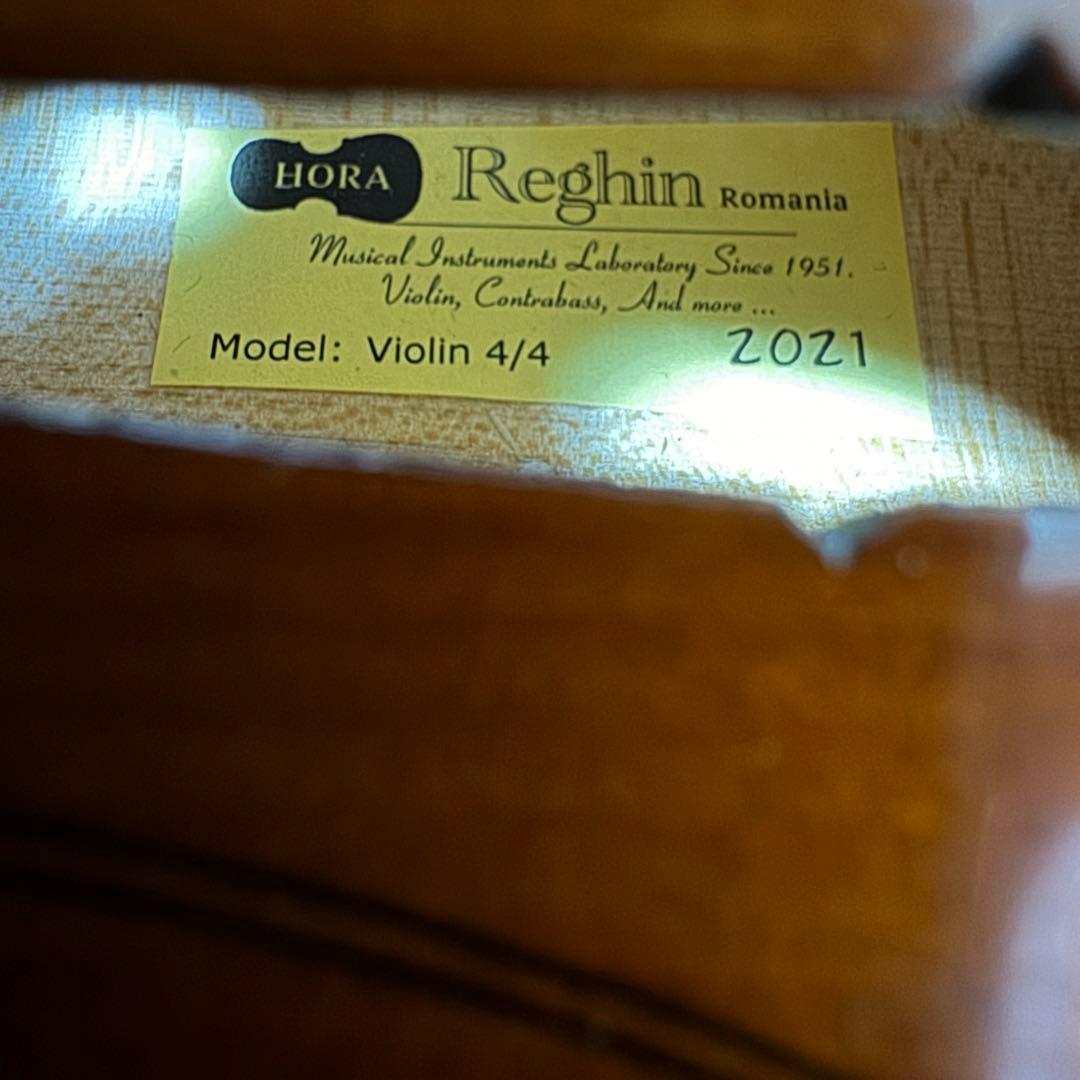 HORA Reghin Romania
Musical Instruments Laboratory Since 1951.
Violin, Contrabass, And more ...
Model: Violin 4/4 2021